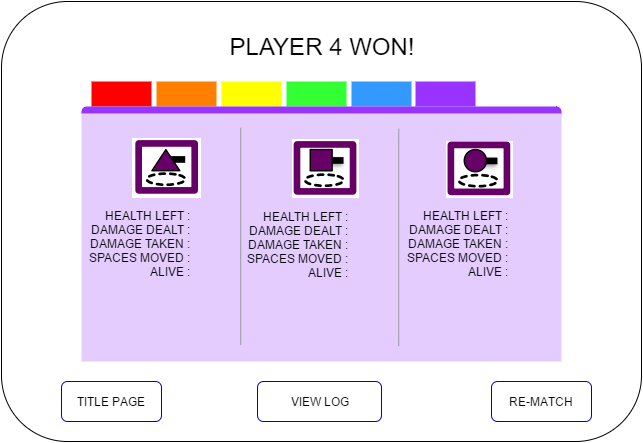 PLAYER 4 WON!
HEALTH LEFT :
DAMAGE DEALT :
DAMAGE TAKEN :
SPACES MOVED :
ALIVE :
HEALTH LEFT :
DAMAGE DEALT :
DAMAGE TAKEN :
SPACES MOVED :
ALIVE :
HEALTH LEFT :
DAMAGE DEALT :
DAMAGE TAKEN :
SPACES MOVED :
ALIVE :
TITLE PAGE
VIEW LOG
RE-MATCH